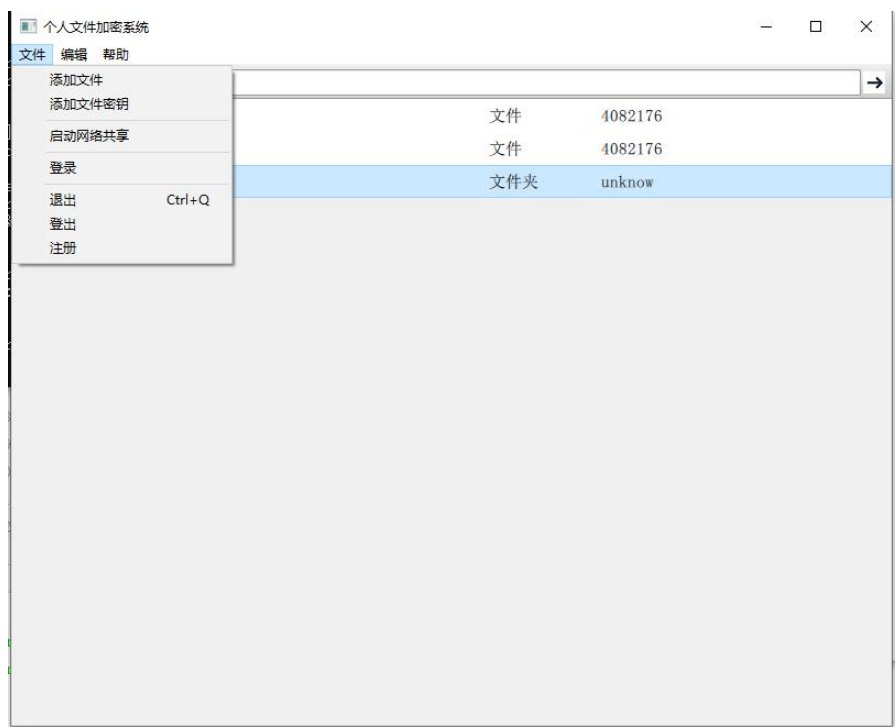 个人文件加密系统
文件 编辑 帮助
添加文件
添加文件密钥
启动网络共享
登录
退出 Ctrl+Q
登出
注册
文件 4082176
文件 4082176
文件夹 unknow